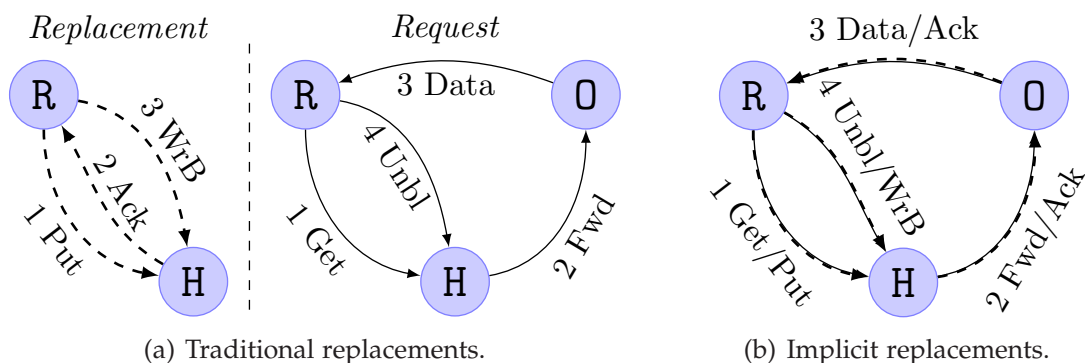 Replacement
R
1 Put
2 Ack
3 WrB
H
Request
R
O
3 Data
4 Unbl
1 Get
2 Fwd
H
(a) Traditional replacements.
3 Data/Ack
R
O
4 Unbl/WrB
1 Get/Put
2 Fwd/Ack
H
(b) Implicit replacements.